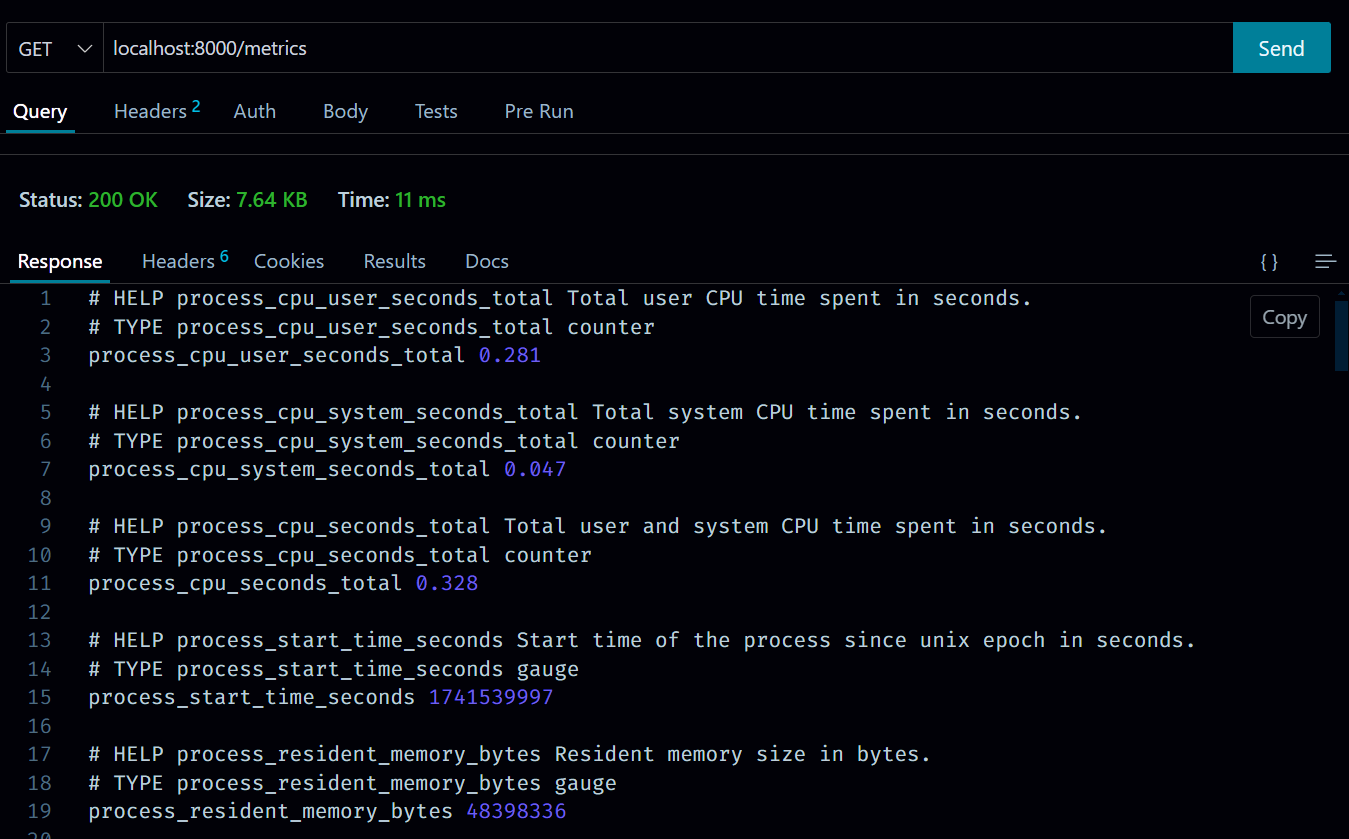 GET localhost:8000/metrics Send
Query Headers 2 Auth Body Tests Pre Run
Status: 200 OK Size: 7.64 KB Time: 11 ms
Response Headers 6 Cookies Results Docs { }
Copy
1 # HELP process_cpu_user_seconds_total Total user CPU time spent in seconds.
2 # TYPE process_cpu_user_seconds_total counter
3 process_cpu_user_seconds_total 0.281
4
5 # HELP process_cpu_system_seconds_total Total system CPU time spent in seconds.
6 # TYPE process_cpu_system_seconds_total counter
7 process_cpu_system_seconds_total 0.047
8
9 # HELP process_cpu_seconds_total Total user and system CPU time spent in seconds.
10 # TYPE process_cpu_seconds_total counter
11 process_cpu_seconds_total 0.328
12
13 # HELP process_start_time_seconds Start time of the process since unix epoch in seconds.
14 # TYPE process_start_time_seconds gauge
15 process_start_time_seconds 1741539997
16
17 # HELP process_resident_memory_bytes Resident memory size in bytes.
18 # TYPE process_resident_memory_bytes gauge
19 process_resident_memory_bytes 48398336
20